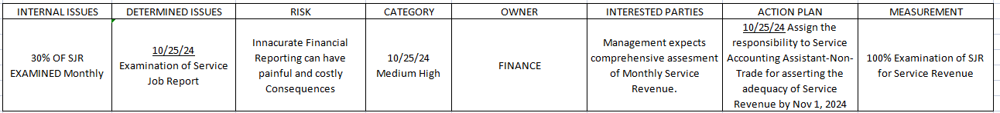 INTERNAL ISSUES
DETERMINED ISSUES
RISK
CATEGORY
OWNER
INTERESTED PARTIES
ACTION PLAN
MEASUREMENT
30% OF SJR
EXAMINED Monthly
10/25/24
Examination of Service
Job Report
Innacurate Financial
Reporting can have
painful and costly
Consequences
10/25/24
Medium High
FINANCE
Management expects
comprehensive assesment
of Monthly Service
Revenue.
10/25/24 Assign the
responsibility to Service
Accounting Assistant-Non-
Trade for asserting the
adequacy of Service
Revenue by Nov 1, 2024
100% Examination of SJR
for Service Revenue